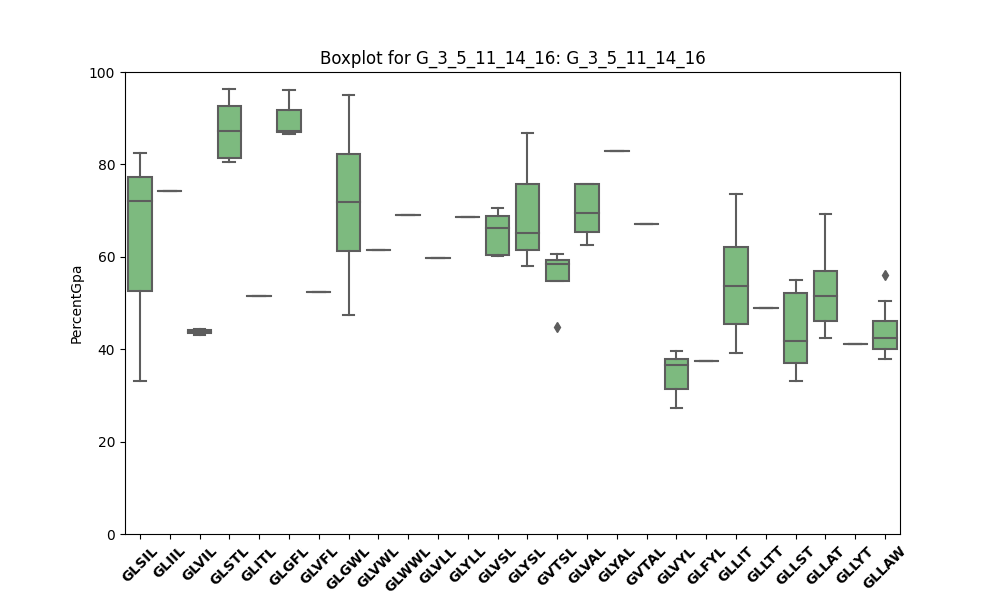 Boxplot for G_3_5_11_14_16: G_3_5_11_14_16
PercentGpa
100
80
60
40
20
0
GLSIL
GLIIL
GLVIL
GLSTL
GLITL
GLGFL
GLVFL
GLGWL
GLVWL
GLWWL
GLVLL
GLYLL
GLVSL
GLYSL
GVTSL
GLVAL
GLYAL
GVTAL
GLVYL
GLFYL
GLLIT
GLLTT
GLLST
GLLAT
GLLYT
GLLAW